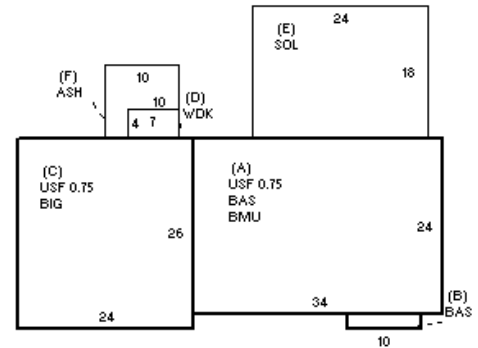 24
(E)
SOL
18
(F)
ASH
10
10
(D)
WDK
4 7
(C)
USF 0.75
BIG
26
24
(A)
USF 0.75
BAS
BMU
24
34
(B)
BAS
10